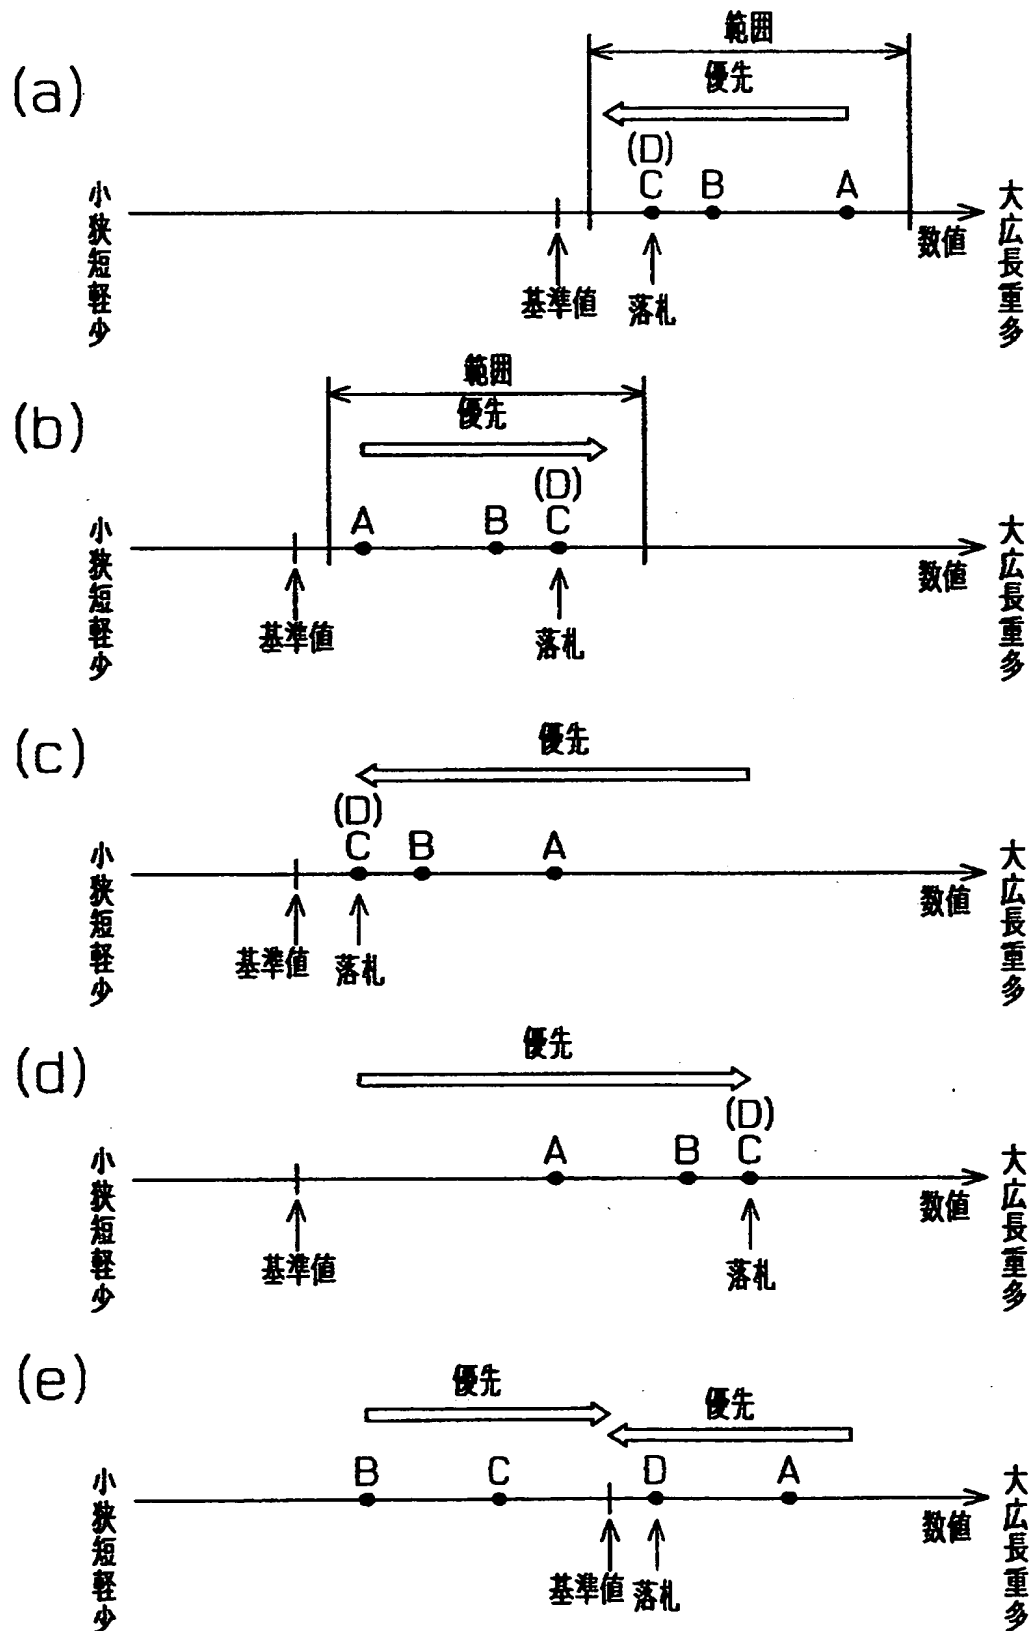 (a)
範囲
優先
(D)
C B A
小狭短軽少
大広長重多
数値
基準値 落札
(b)
範囲
優先
(D)
A B C
小狭短軽少
大広長重多
数値
基準値 落札
(c)
優先
(D)
C B A
小狭短軽少
大広長重多
数値
基準値 落札
(d)
優先
(D)
A B C
小狭短軽少
大広長重多
数値
基準値 落札
(e)
優先 優先
B C D A
小狭短軽少
大広長重多
数値
基準値 落札